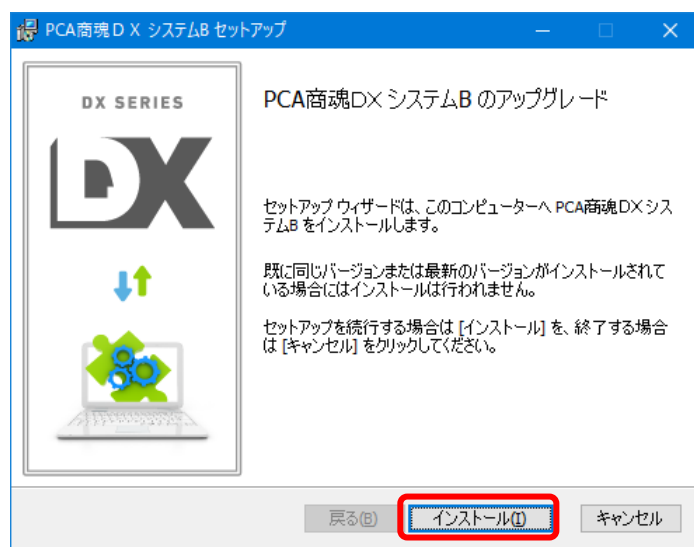 PCA商魂ＤＸ システムB セットアップ
DX SERIES
DX
PCA商魂DX システムB のアップグレード
セットアップ ウィザードは、このコンピューターへ PCA商魂DX シス
テムB をインストールします。
既に同じバージョンまたは最新のバージョンがインストールされて
いる場合にはインストールは行われません。
セットアップを続行する場合は [インストール] を、終了する場合
は [キャンセル] をクリックしてください。
戻る(B)
インストール(I)
キャンセル